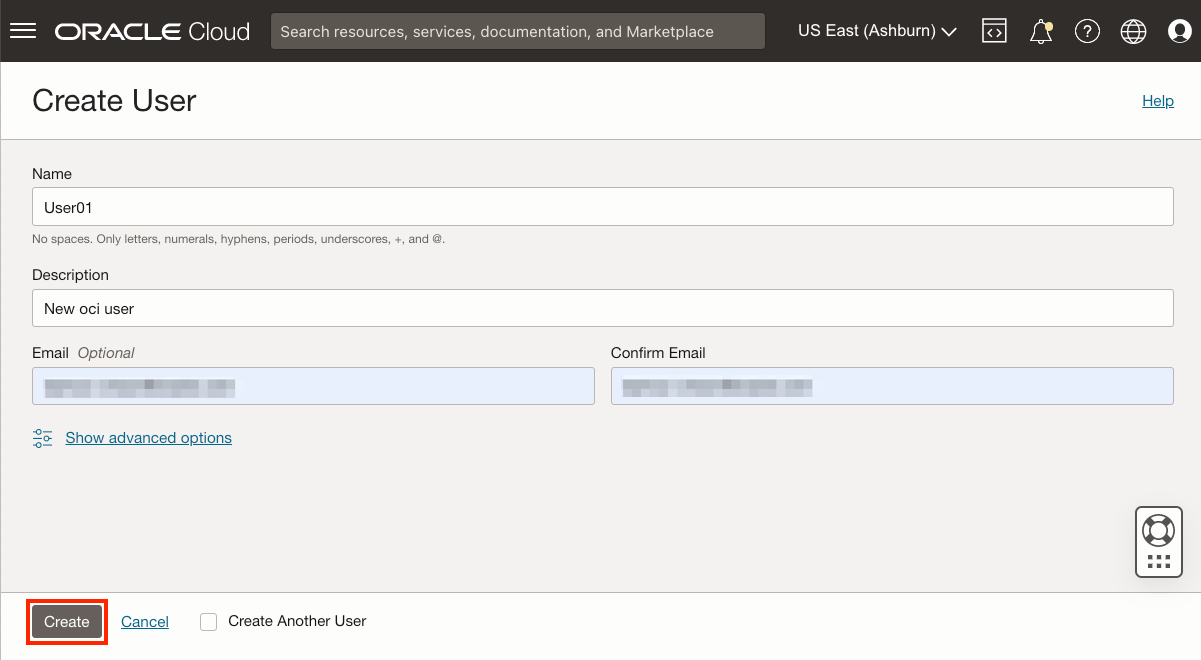 ORACLE Cloud
Search resources, services, documentation, and Marketplace
US East (Ashburn)
Create User
Help
Name
User01
No spaces. Only letters, numerals, hyphens, periods, underscores, +, and @.
Description
New oci user
Email Optional
Confirm Email
Show advanced options
Create
Cancel
Create Another User